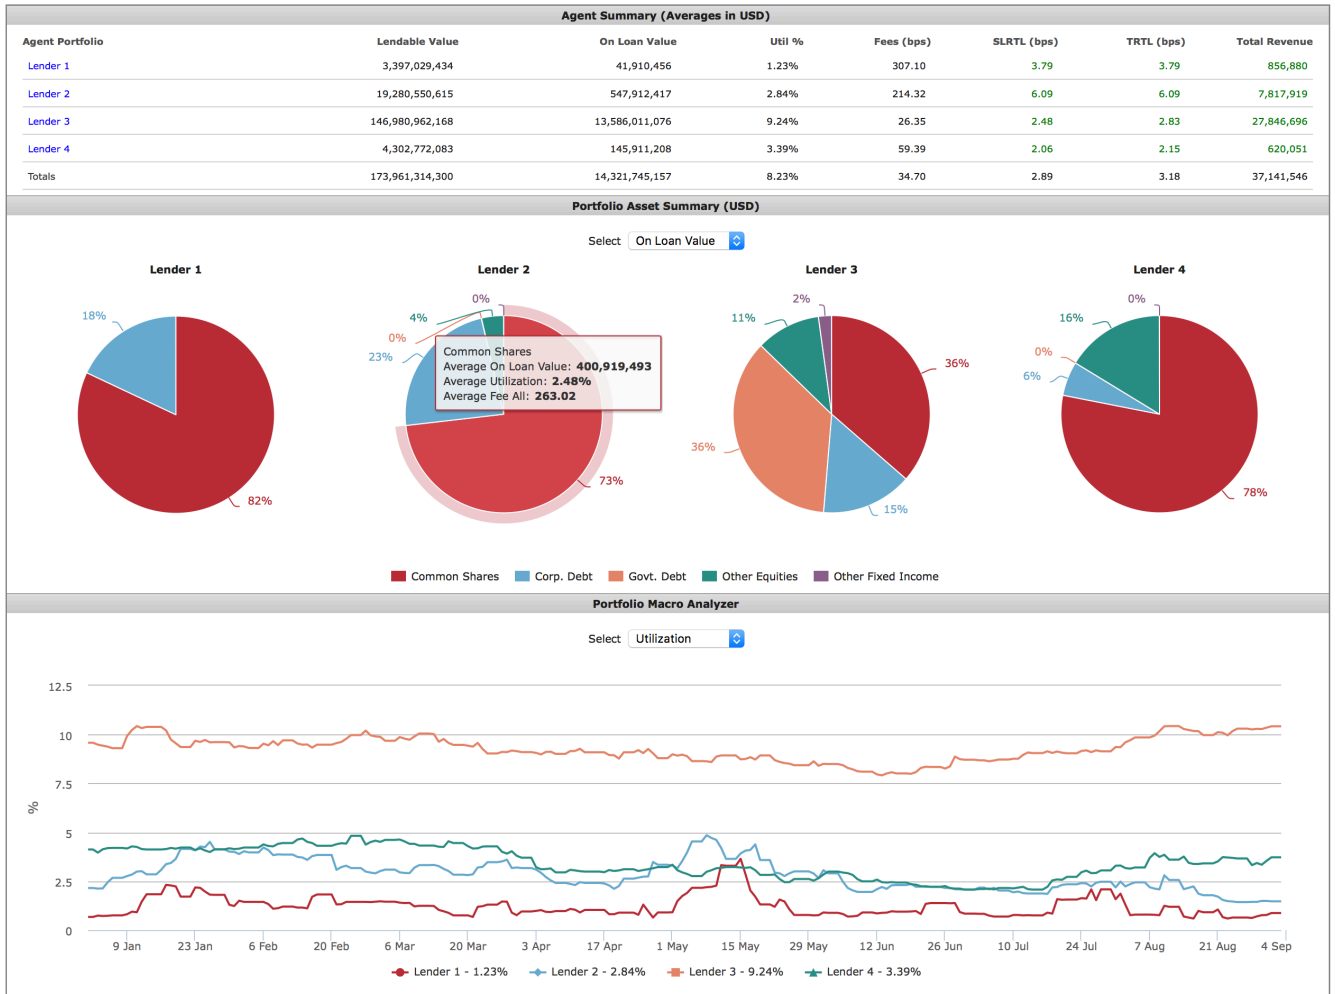 Agent Summary (Averages in USD)
Agent Portfolio Lendable Value On Loan Value Util % Fees (bps) SLRTL (bps) TRTL (bps) Total Revenue
Lender 1 3,397,029,434 41,910,456 1.23% 307.10 3.79 3.79 856,880
Lender 2 19,280,550,615 547,912,417 2.84% 214.32 6.09 6.09 7,817,919
Lender 3 146,980,962,168 13,586,011,076 9.24% 26.35 2.48 2.83 27,846,696
Lender 4 4,302,772,083 145,911,208 3.39% 59.39 2.06 2.15 620,051
Totals 173,961,314,300 14,321,745,157 8.23% 34.70 2.89 3.18 37,141,546
Portfolio Asset Summary (USD)
Select On Loan Value
Lender 1 Lender 2 Lender 3 Lender 4
18%
82%
0%
4%
0%
23%
Common Shares
Average On Loan Value: 400,919,493
Average Utilization: 2.48%
Average Fee All: 263.02
73%
2%
11%
36%
36%
15%
0%
16%
0%
6%
78%
Common Shares Corp. Debt Govt. Debt Other Equities Other Fixed Income
Portfolio Macro Analyzer
Select Utilization
12.5
10
7.5
%
5
2.5
0
9 Jan 23 Jan 6 Feb 20 Feb 6 Mar 20 Mar 3 Apr 17 Apr 1 May 15 May 29 May 12 Jun 26 Jun 10 Jul 24 Jul 7 Aug 21 Aug 4 Sep
Lender 1 - 1.23% Lender 2 - 2.84% Lender 3 - 9.24% Lender 4 - 3.39%